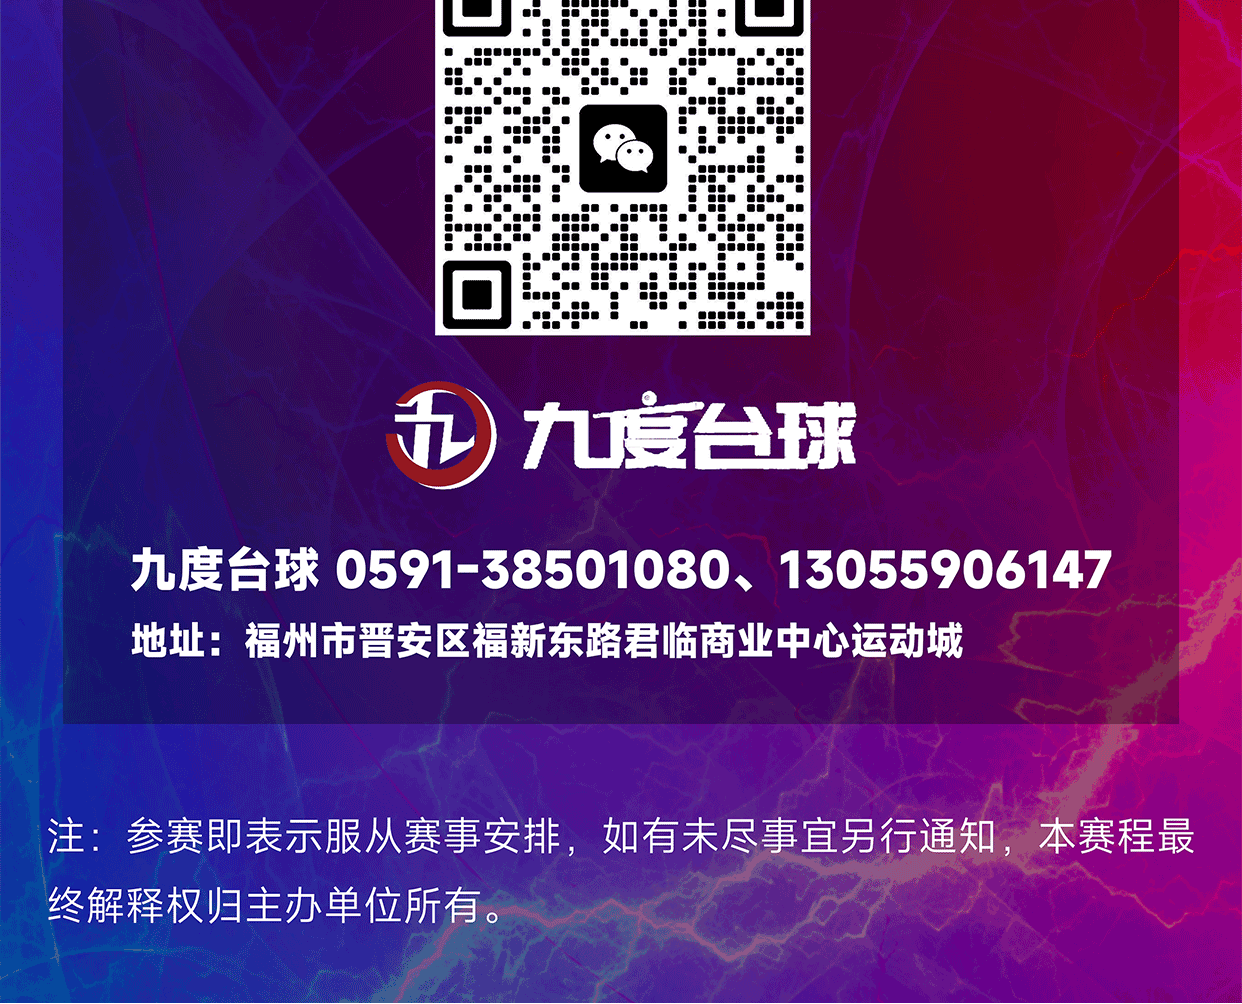 九度台球
九度台球 0591-38501080、13055906147
地址：福州市晋安区福新东路君临商业中心运动城
注：参赛即表示服从赛事安排，如有未尽事宜另行通知，本赛程最
终解释权归主办单位所有。